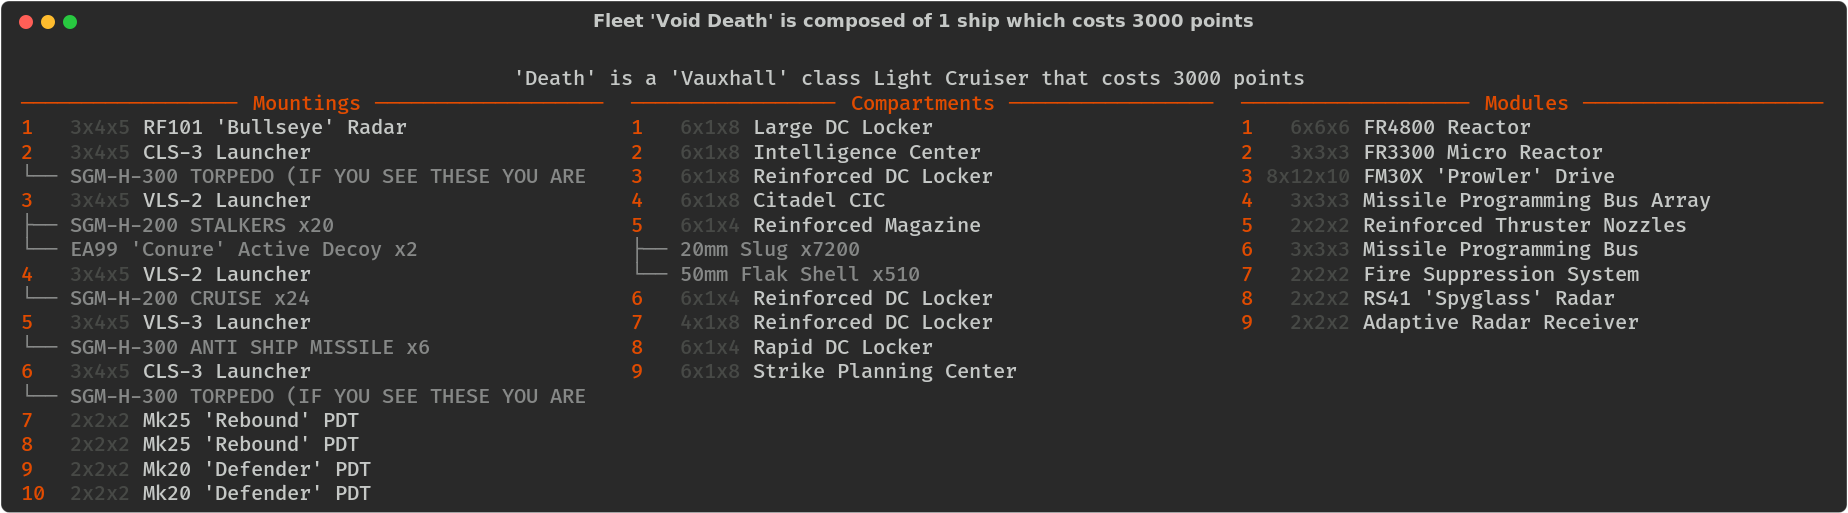 Fleet 'Void Death' is composed of 1 ship which costs 3000 points
'Death' is a 'Vauxhall' class Light Cruiser that costs 3000 points
Mountings
1 3x4x5 RF101 'Bullseye' Radar
2 3x4x5 CLS-3 Launcher
SGM-H-300 TORPEDO (IF YOU SEE THESE YOU ARE
3 3x4x5 VLS-2 Launcher
SGM-H-200 STALKERS x20
EA99 'Conure' Active Decoy x2
4 3x4x5 VLS-2 Launcher
SGM-H-200 CRUISE x24
5 3x4x5 VLS-3 Launcher
SGM-H-300 ANTI SHIP MISSILE x6
6 3x4x5 CLS-3 Launcher
SGM-H-300 TORPEDO (IF YOU SEE THESE YOU ARE
7 2x2x2 Mk25 'Rebound' PDT
8 2x2x2 Mk25 'Rebound' PDT
9 2x2x2 Mk20 'Defender' PDT
10 2x2x2 Mk20 'Defender' PDT
Compartments
1 6x1x8 Large DC Locker
2 6x1x8 Intelligence Center
3 6x1x8 Reinforced DC Locker
4 6x1x8 Citadel CIC
5 6x1x4 Reinforced Magazine
20mm Slug x7200
50mm Flak Shell x510
6 6x1x4 Reinforced DC Locker
7 4x1x8 Reinforced DC Locker
8 6x1x4 Rapid DC Locker
9 6x1x8 Strike Planning Center
Modules
1 6x6x6 FR4800 Reactor
2 3x3x3 FR3300 Micro Reactor
3 8x12x10 FM30X 'Prowler' Drive
4 3x3x3 Missile Programming Bus Array
5 2x2x2 Reinforced Thruster Nozzles
6 3x3x3 Missile Programming Bus
7 2x2x2 Fire Suppression System
8 2x2x2 RS41 'Spyglass' Radar
9 2x2x2 Adaptive Radar Receiver